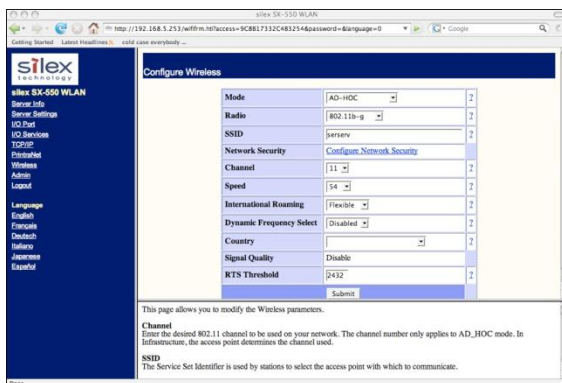 silex SX-550 WLAN
http://192.168.5.253/wififrm.hti?access=9C8B17332C4B3254&password=&language=0
Google
Getting Started Latest Headlines cold case everybody ...
silex
technology
silex SX-550 WLAN
Server Info
Server Settings
I/O Port
I/O Services
TCP/IP
PrintraNet
Wireless
Admin
Logout
Language
English
Français
Deutsch
Italiano
Japanese
Español
Configure Wireless
Mode AD-HOC ?
Radio 802.11b-g ?
SSID serserv ?
Network Security Configure Network Security ?
Channel 11 ?
Speed 54 ?
International Roaming Flexible ?
Dynamic Frequency Select Disabled ?
Country ?
Signal Quality Disable
RTS Threshold 2432 ?
Submit
This page allows you to modify the Wireless parameters.
Channel
Enter the desired 802.11 channel to be used on your network. The channel number only applies to AD_HOC mode. In
Infrastructure, the access point determines the channel used.
SSID
The Service Set Identifier is used by stations to select the access point with which to communicate.